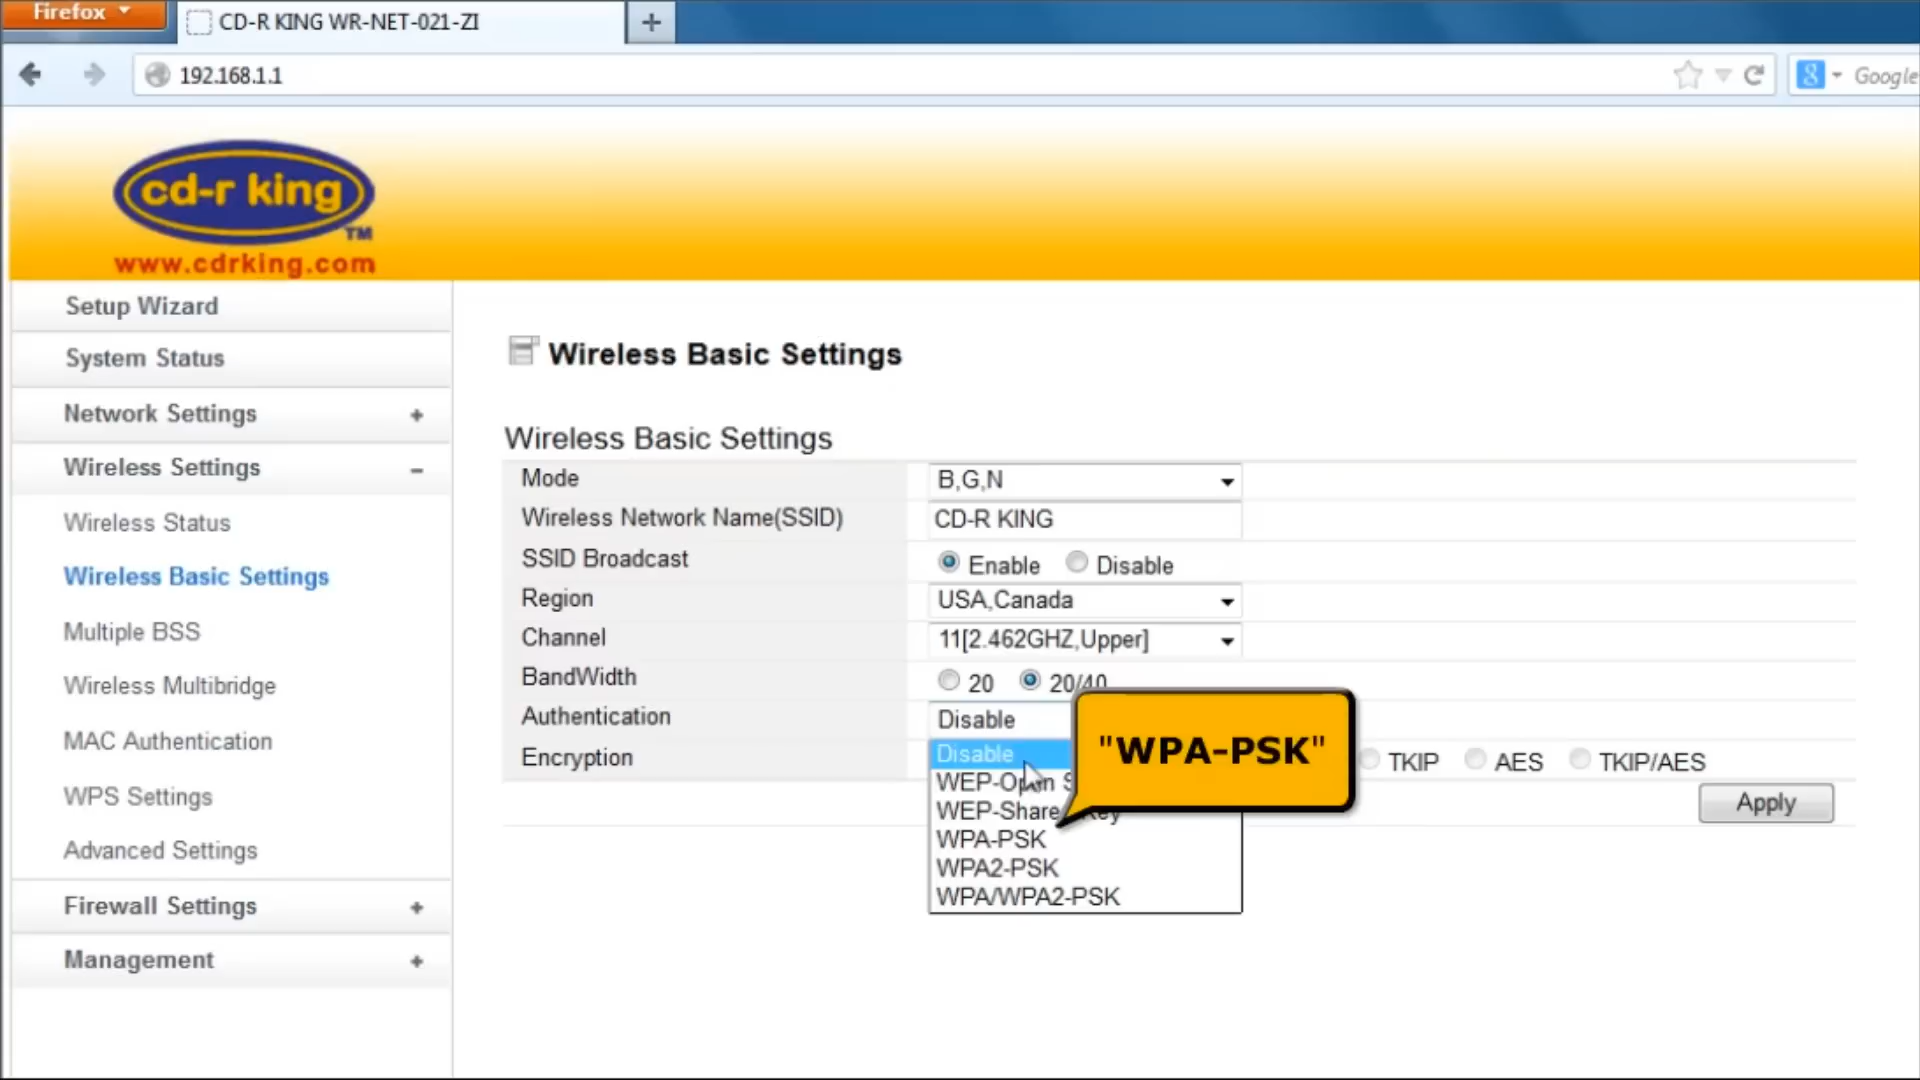 Firefox
CD-R KING WR-NET-021-ZI
192.168.1.1
Google
cd-r king
TM
www.cdrking.com
Setup Wizard
System Status
Network Settings +
Wireless Settings -
Wireless Status
Wireless Basic Settings
Multiple BSS
Wireless Multibridge
MAC Authentication
WPS Settings
Advanced Settings
Firewall Settings +
Management +
Wireless Basic Settings
Wireless Basic Settings
Mode B,G,N
Wireless Network Name(SSID) CD-R KING
SSID Broadcast Enable Disable
Region USA,Canada
Channel 11[2.462GHZ,Upper]
BandWidth 20 20/40
Authentication Disable
Encryption TKIP AES TKIP/AES
Disable
WEP-Open S
WEP-Share Key
WPA-PSK
WPA2-PSK
WPA/WPA2-PSK
"WPA-PSK"
Apply